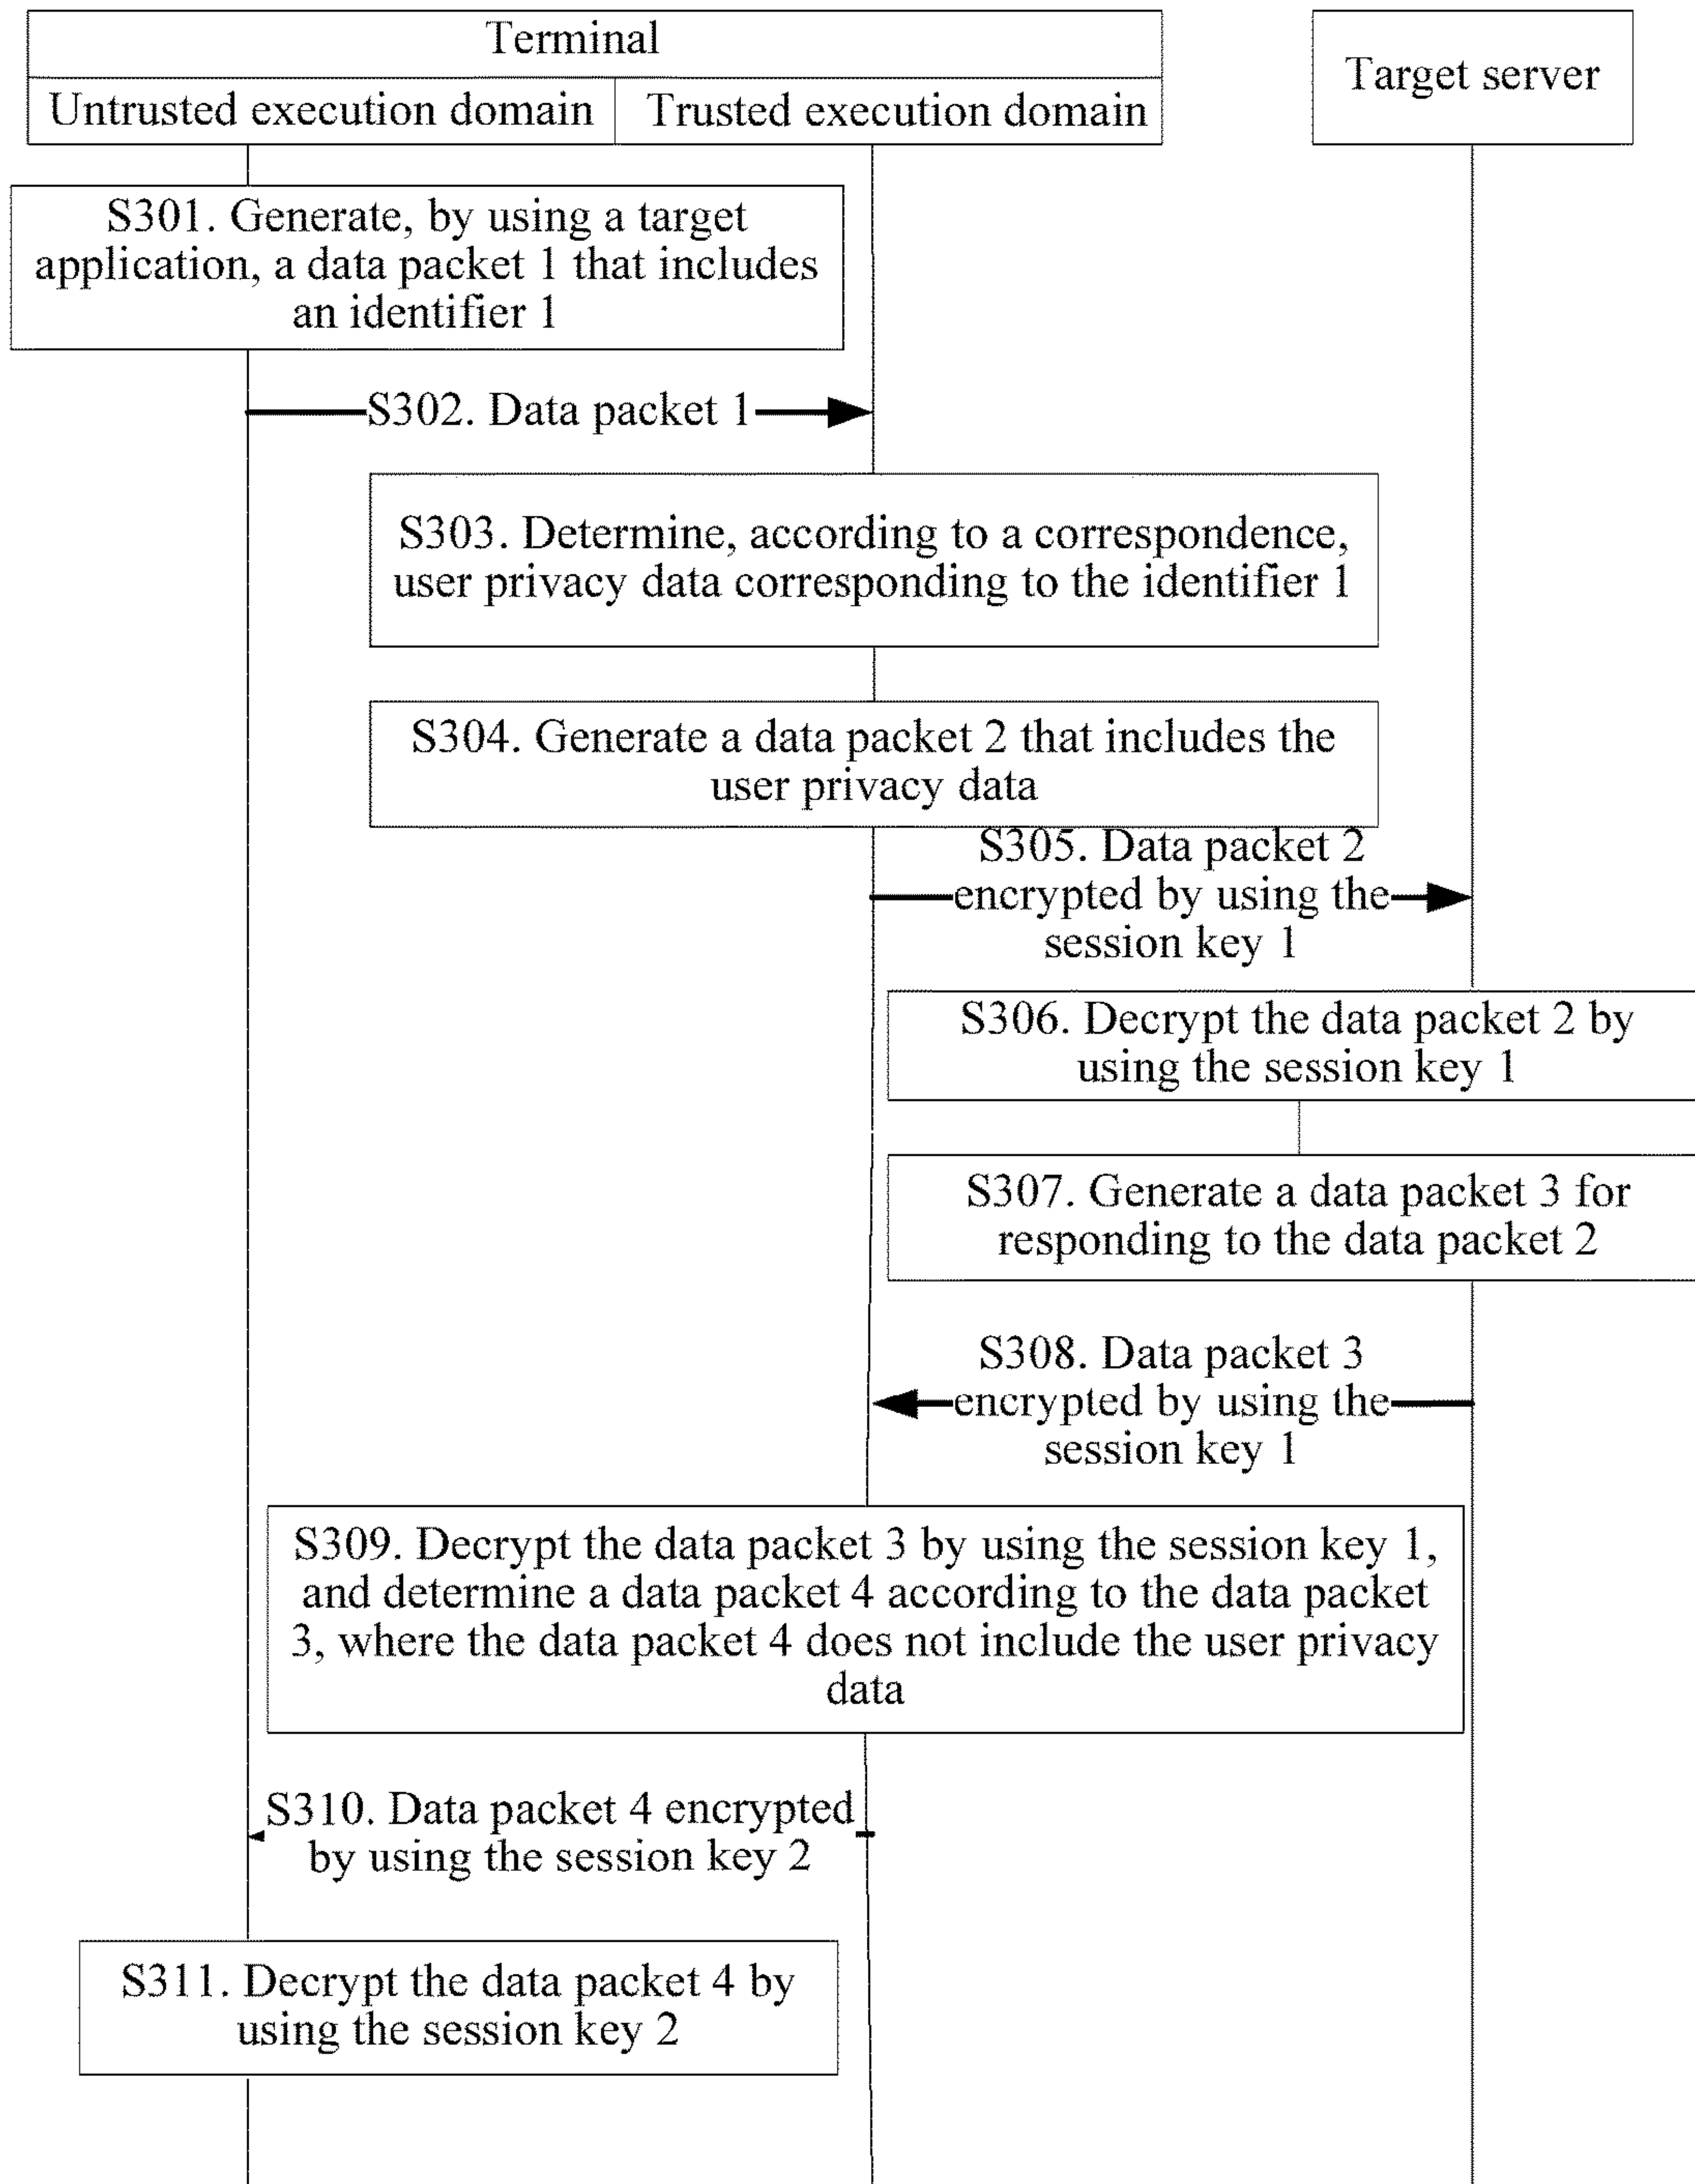 Terminal
Target server
Untrusted execution domain
Trusted execution domain
S301. Generate, by using a target
application, a data packet 1 that includes
an identifier 1
S302. Data packet 1
S303. Determine, according to a correspondence,
user privacy data corresponding to the identifier 1
S304. Generate a data packet 2 that includes the
user privacy data
S305. Data packet 2
encrypted by using the
session key 1
S306. Decrypt the data packet 2 by
using the session key 1
S307. Generate a data packet 3 for
responding to the data packet 2
S308. Data packet 3
encrypted by using the
session key 1
S309. Decrypt the data packet 3 by using the session key 1,
and determine a data packet 4 according to the data packet
3, where the data packet 4 does not include the user privacy
data
S310. Data packet 4 encrypted
by using the session key 2
S311. Decrypt the data packet 4 by
using the session key 2